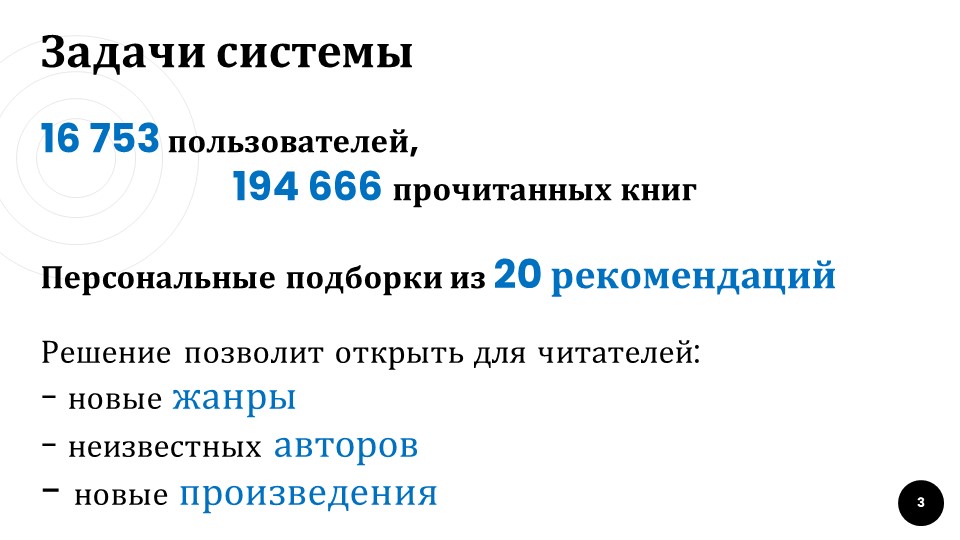 Задачи системы
16 753 пользователей,
194 666 прочитанных книг
Персональные подборки из 20 рекомендаций
Решение позволит открыть для читателей:
- новые жанры
- неизвестных авторов
- новые произведения
3